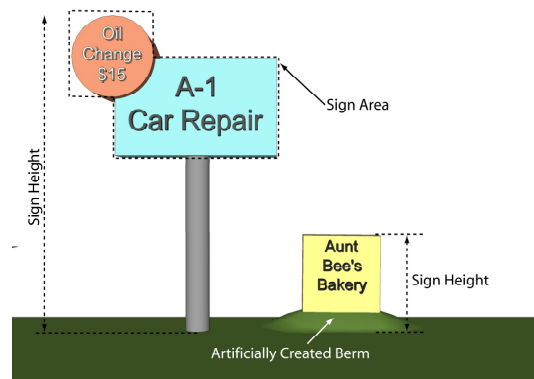 Oil
Change
$15
A-1
Car Repair
Sign Area
Sign Height
Aunt
Bee's
Bakery
Sign Height
Artificially Created Berm